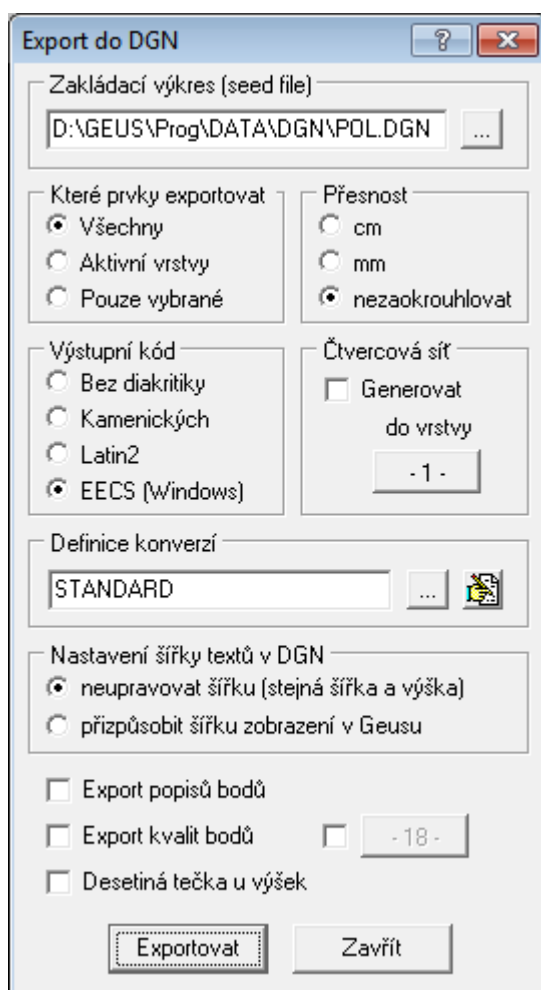 Export do DGN
Zakládací výkres (seed file)
D:\GEUS\Prog\DATA\DGN\POL.DGN ...
Které prvky exportovat
Všechny
Aktivní vrstvy
Pouze vybrané
Přesnost
cm
mm
nezaokrouhlovat
Výstupní kód
Bez diakritiky
Kamenických
Latin2
EECS (Windows)
Čtvercová síť
Generovat
do vrstvy
- 1 -
Definice konverzí
STANDARD ...
Nastavení šířky textů v DGN
neupravovat šířku (stejná šířka a výška)
přizpůsobit šířku zobrazení v Geusu
Export popisů bodů
Export kvalit bodů - 18 -
Desetiná tečka u výšek
Exportovat Zavřít